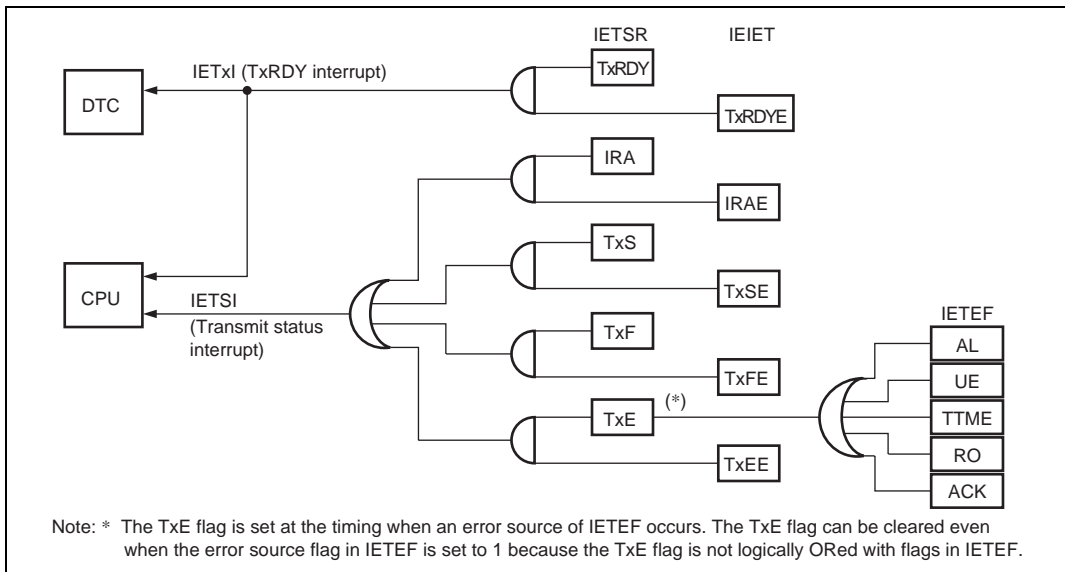 IETSR IEIET
IETxI (TxRDY interrupt)
TxRDY
DTC
TxRDYE
IRA
IRAE
TxS
CPU
TxSE
IETSI
(Transmit status
interrupt)
IETEF
TxF
AL
TxFE
UE
TxE
(*)
TTME
TxEE
RO
ACK
Note: * The TxE flag is set at the timing when an error source of IETEF occurs. The TxE flag can be cleared even
when the error source flag in IETEF is set to 1 because the TxE flag is not logically ORed with flags in IETEF.